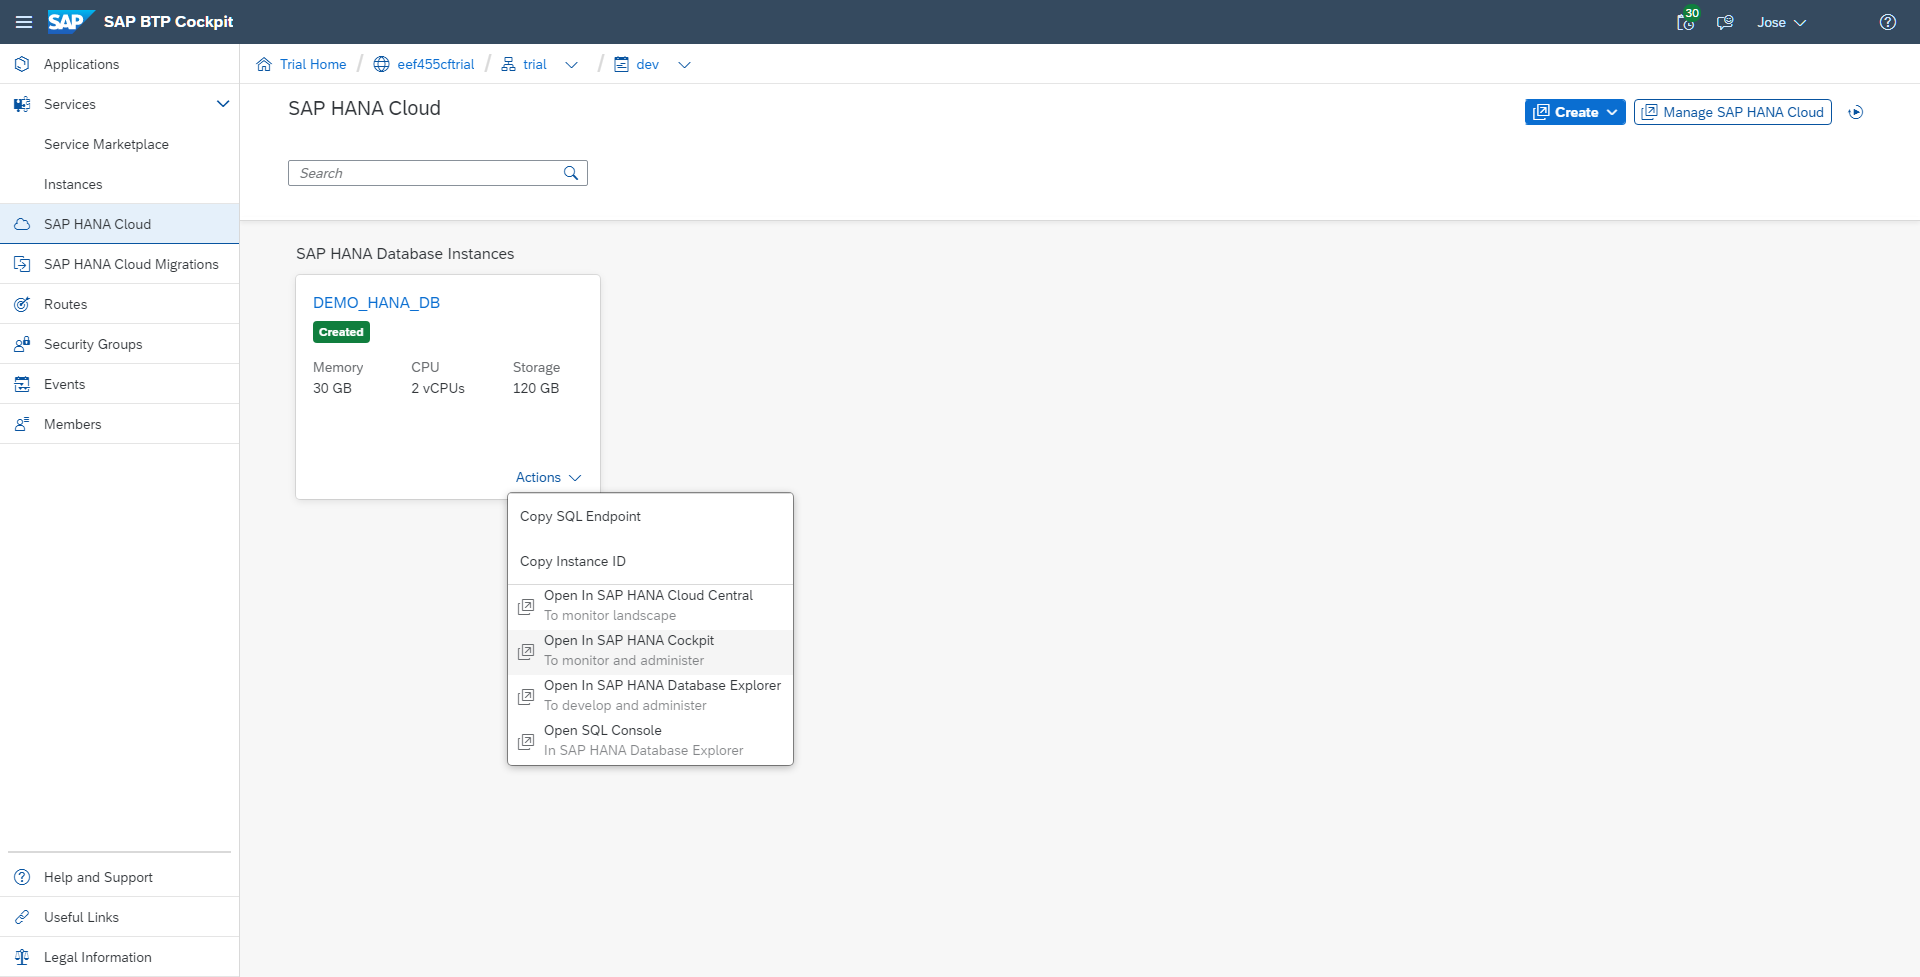 SAP SAP BTP Cockpit
30
Jose
Applications
Services
Service Marketplace
Instances
SAP HANA Cloud
SAP HANA Cloud Migrations
Routes
Security Groups
Events
Members
Help and Support
Useful Links
Legal Information
Trial Home / eef455cftrial / trial / dev
SAP HANA Cloud
Create
Manage SAP HANA Cloud
Search
SAP HANA Database Instances
DEMO_HANA_DB
Created
Memory CPU Storage
30 GB 2 vCPUs 120 GB
Actions
Copy SQL Endpoint
Copy Instance ID
Open In SAP HANA Cloud Central
To monitor landscape
Open In SAP HANA Cockpit
To monitor and administer
Open In SAP HANA Database Explorer
To develop and administer
Open SQL Console
In SAP HANA Database Explorer